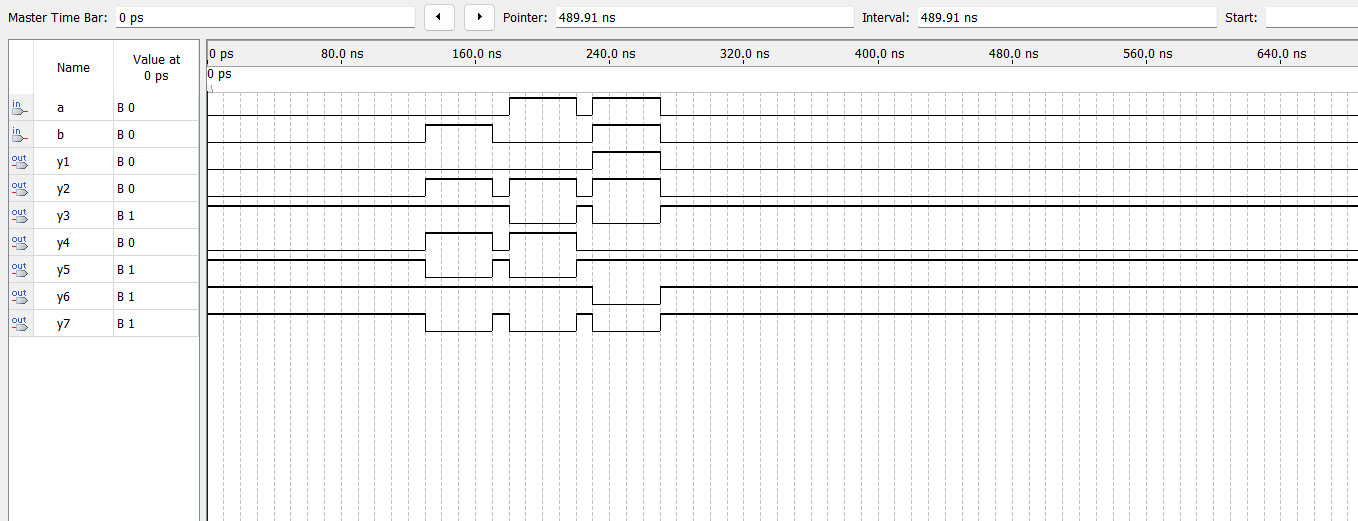 Master Time Bar: 0 ps Pointer: 489.91 ns Interval: 489.91 ns Start:
Name Value at 0 ps
0 ps 80.0 ns 160.0 ns 240.0 ns 320.0 ns 400.0 ns 480.0 ns 560.0 ns 640.0 ns
0 ps
in a B 0
in b B 0
out y1 B 0
out y2 B 0
out y3 B 1
out y4 B 0
out y5 B 1
out y6 B 1
out y7 B 1